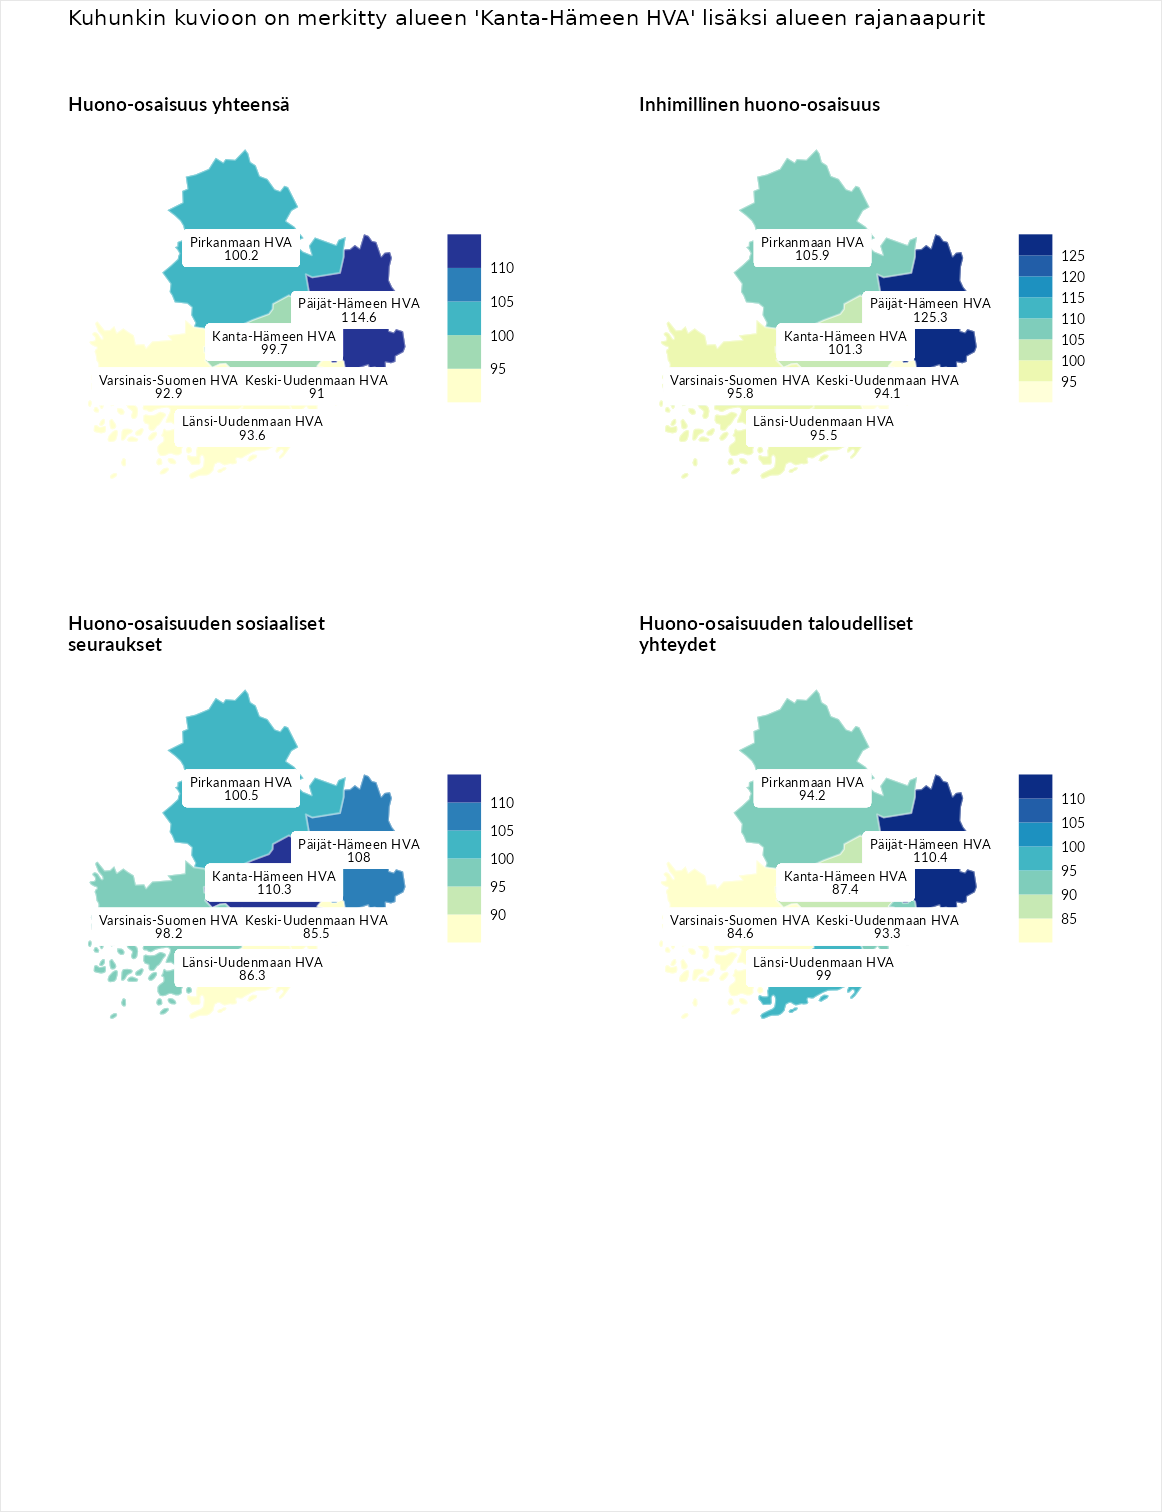 Kuhunkin kuvioon on merkitty alueen 'Kanta-Hämeen HVA' lisäksi alueen rajanaapurit
Huono-osaisuus yhteensä
Pirkanmaan HVA
100.2
Päijät-Hämeen HVA
114.6
Kanta-Hämeen HVA
99.7
Varsinais-Suomen HVA
92.9
Keski-Uudenmaan HVA
91
Länsi-Uudenmaan HVA
93.6
110
105
100
95
Inhimillinen huono-osaisuus
Pirkanmaan HVA
105.9
Päijät-Hämeen HVA
125.3
Kanta-Hämeen HVA
101.3
Varsinais-Suomen HVA
95.8
Keski-Uudenmaan HVA
94.1
Länsi-Uudenmaan HVA
95.5
125
120
115
110
105
100
95
Huono-osaisuuden sosiaaliset
seuraukset
Pirkanmaan HVA
100.5
Päijät-Hämeen HVA
108
Kanta-Hämeen HVA
110.3
Varsinais-Suomen HVA
98.2
Keski-Uudenmaan HVA
85.5
Länsi-Uudenmaan HVA
86.3
110
105
100
95
90
Huono-osaisuuden taloudelliset
yhteydet
Pirkanmaan HVA
94.2
Päijät-Hämeen HVA
110.4
Kanta-Hämeen HVA
87.4
Varsinais-Suomen HVA
84.6
Keski-Uudenmaan HVA
93.3
Länsi-Uudenmaan HVA
99
110
105
100
95
90
85